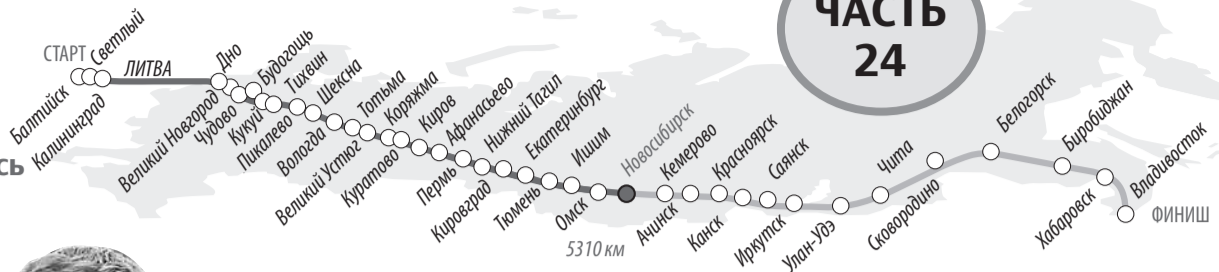 ЧАСТЬ
24
СТАРТ
Балтийск
Светлый
Калининград
ЛИТВА
Дно
Великий Новгород
Чудово
Будогощь
Кукуй
Тихвин
Пикалево
Шексна
Вологда
Тотьма
Великий Устюг
Коряжма
Куратово
Киров
Афанасьево
Пермь
Нижний Тагил
Кировград
Екатеринбург
Тюмень
Ишим
Омск
Новосибирск
5310 км
Кемерово
Ачинск
Красноярск
Канск
Саянск
Иркутск
Улан-Удэ
Чита
Сковородино
Белогорск
Биробиджан
Хабаровск
Владивосток
ФИНИШ
сь